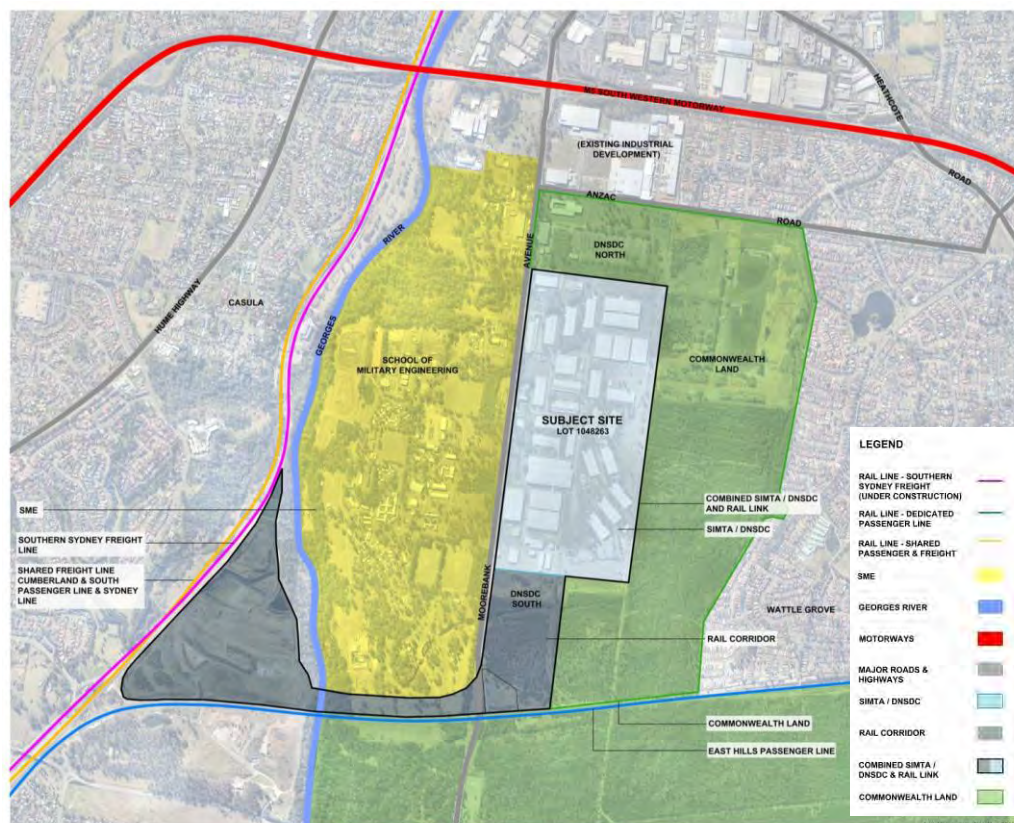 M5 SOUTH WESTERN MOTORWAY
HEATHCOTE
ROAD
(EXISTING INDUSTRIAL
DEVELOPMENT)
ANZAC
ROAD
RIVER
AVENUE
DNSDC
NORTH
HUME HIGHWAY
CASULA
GEORGES
SCHOOL OF
MILITARY ENGINEERING
COMMONWEALTH
LAND
SUBJECT SITE
LOT 1048263
SME
SOUTHERN SYDNEY FREIGHT
LINE
SHARED FREIGHT LINE
CUMBERLAND & SOUTH
PASSENGER LINE & SYDNEY
LINE
COMBINED SIMTA / DNSDC
AND RAIL LINK
SIMTA / DNSDC
MOOREBANK
DNSDC
SOUTH
WATTLE GROVE
RAIL CORRIDOR
COMMONWEALTH LAND
EAST HILLS PASSENGER LINE
LEGEND
RAIL LINE - SOUTHERN
SYDNEY FREIGHT
(UNDER CONSTRUCTION)
RAIL LINE - DEDICATED
PASSENGER LINE
RAIL LINE - SHARED
PASSENGER & FREIGHT
SME
GEORGES RIVER
MOTORWAYS
MAJOR ROADS &
HIGHWAYS
SIMTA / DNSDC
RAIL CORRIDOR
COMBINED SIMTA /
DNSDC & RAIL LINK
COMMONWEALTH LAND